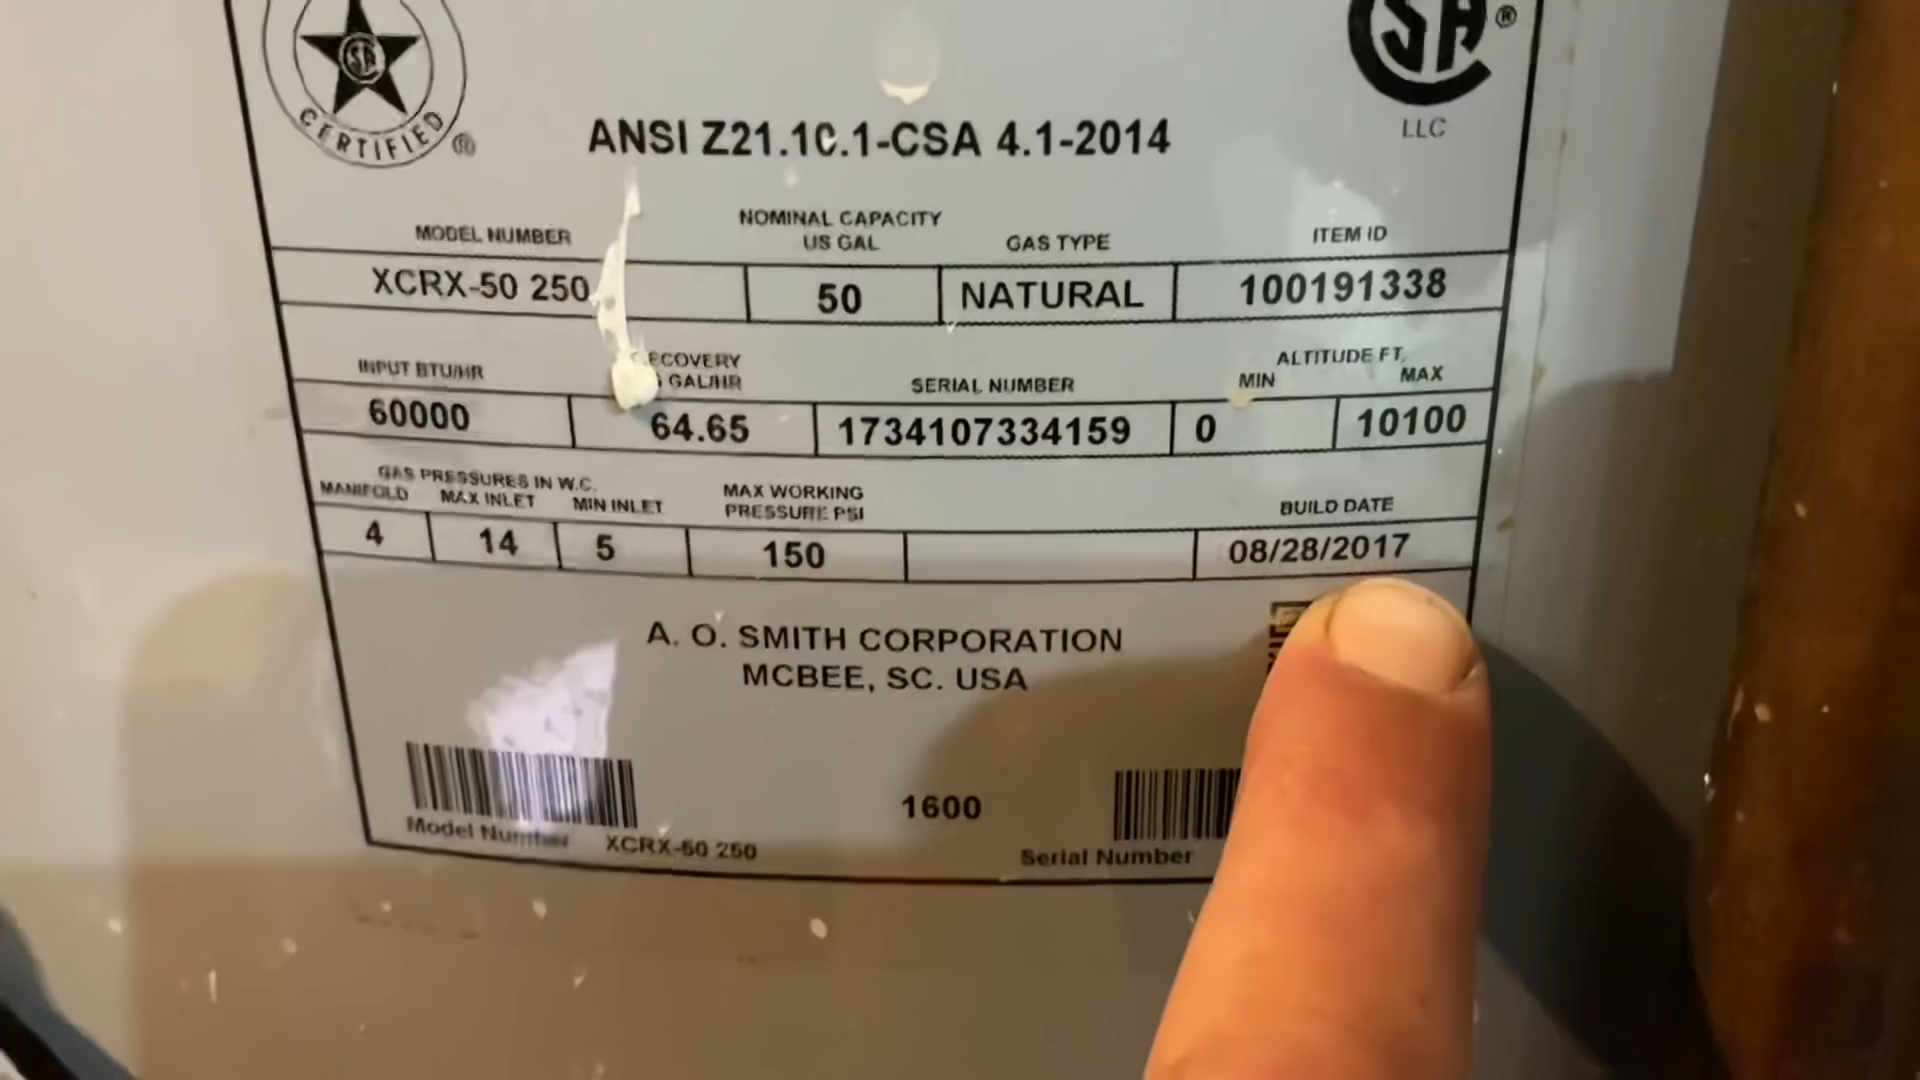 CERTIFIED ®
SA ®
LLC
ANSI Z21.10.1-CSA 4.1-2014
MODEL NUMBER
NOMINAL CAPACITY
US GAL
GAS TYPE
ITEM ID
XCRX-50 250
50
NATURAL
100191338
INPUT BTU/HR
ECOVERY
GAL/HR
SERIAL NUMBER
ALTITUDE FT.
MIN
MAX
60000
64.65
1734107334159
0
10100
GAS PRESSURES IN W.C.
MANIFOLD
MAX INLET
MIN INLET
MAX WORKING
PRESSURE PSI
BUILD DATE
4
14
5
150
08/28/2017
A. O. SMITH CORPORATION
MCBEE, SC. USA
1600
Model Number XCRX-50 250
Serial Number